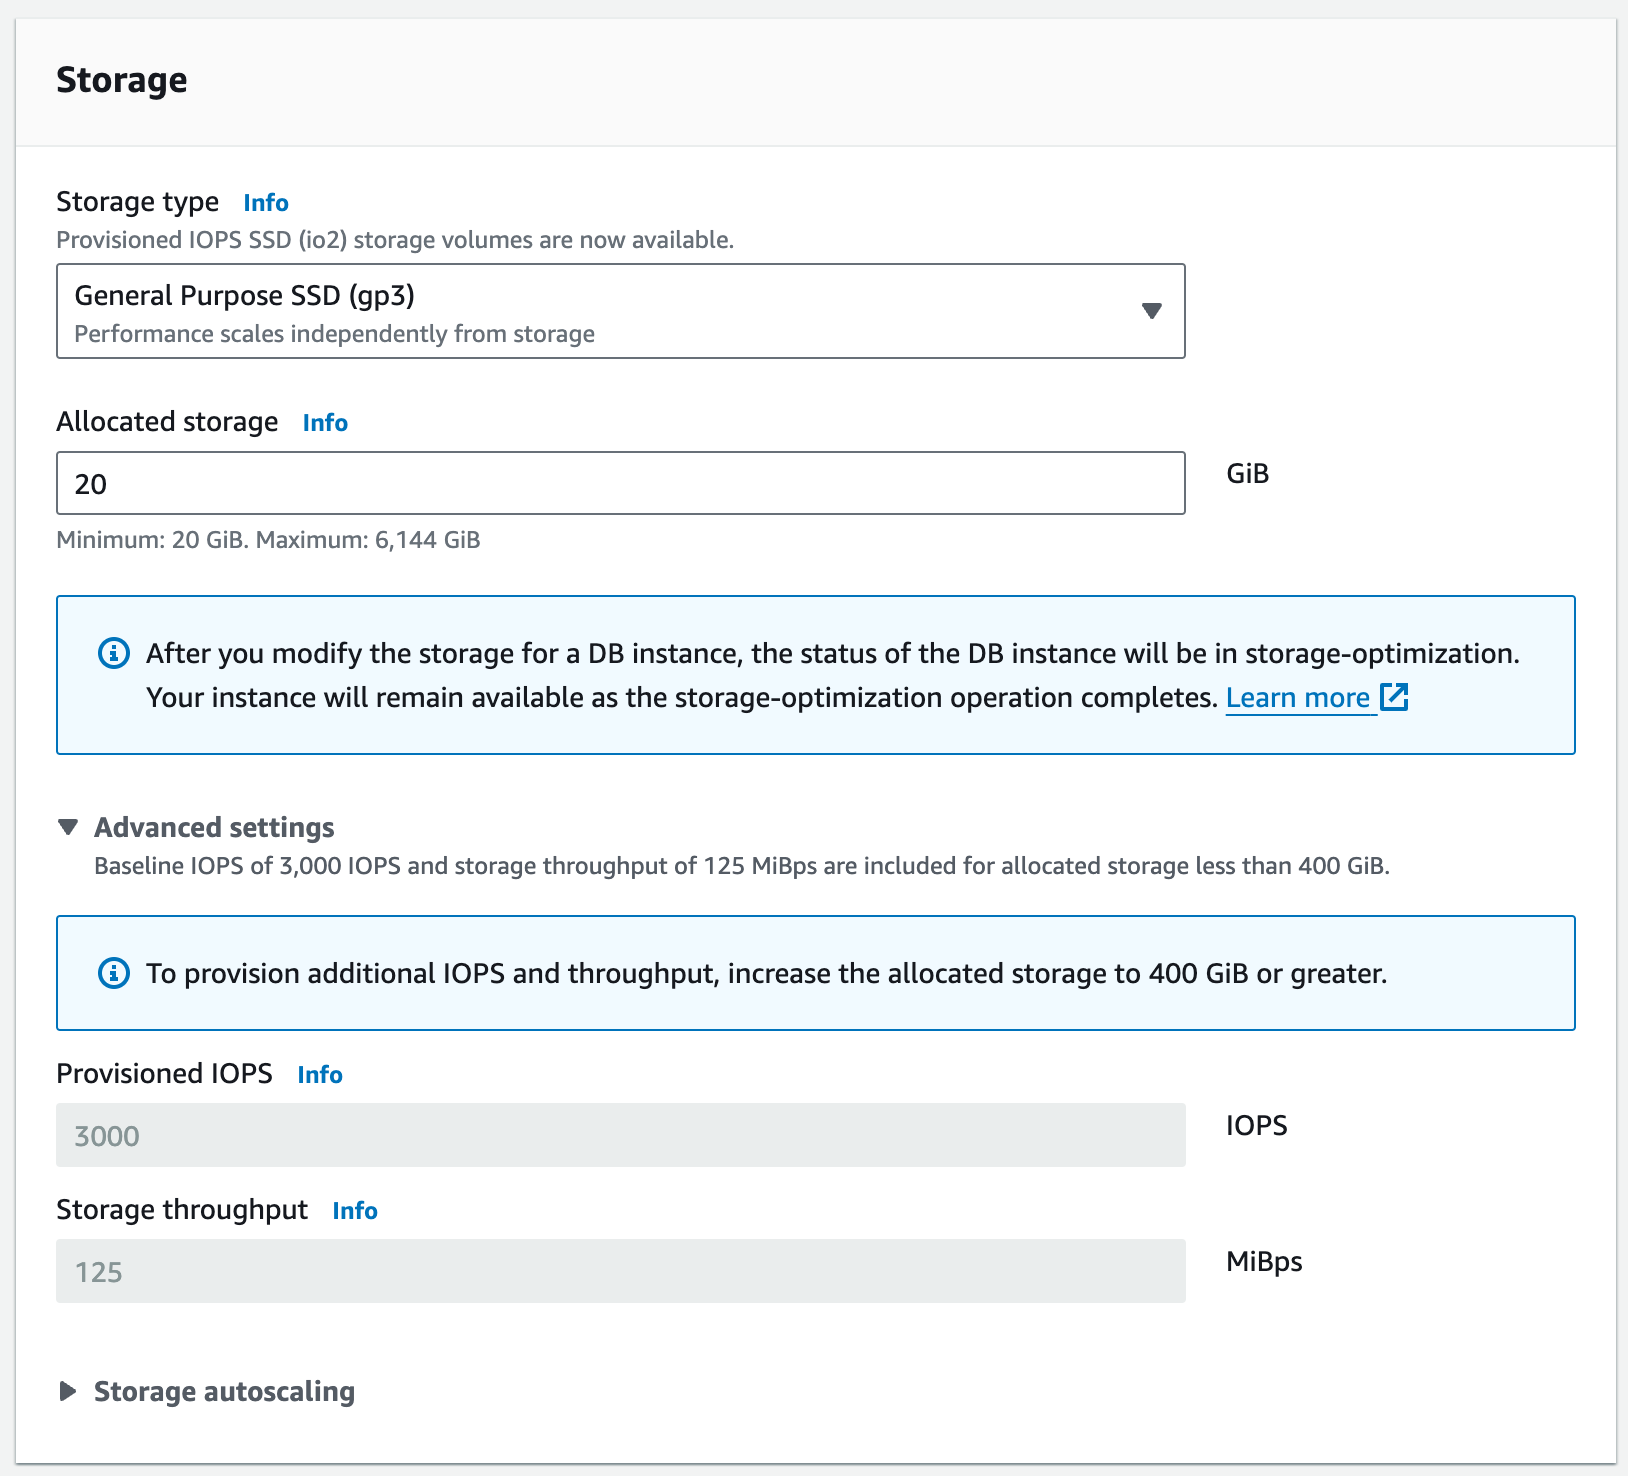 Storage
Storage type Info
Provisioned IOPS SSD (io2) storage volumes are now available.
General Purpose SSD (gp3)
Performance scales independently from storage
Allocated storage Info
20 GiB
Minimum: 20 GiB. Maximum: 6,144 GiB
After you modify the storage for a DB instance, the status of the DB instance will be in storage-optimization.
Your instance will remain available as the storage-optimization operation completes. Learn more
Advanced settings
Baseline IOPS of 3,000 IOPS and storage throughput of 125 MiBps are included for allocated storage less than 400 GiB.
To provision additional IOPS and throughput, increase the allocated storage to 400 GiB or greater.
Provisioned IOPS Info
3000 IOPS
Storage throughput Info
125 MiBps
Storage autoscaling